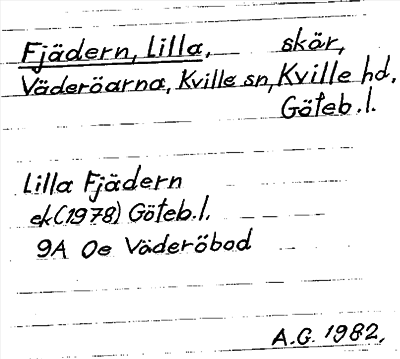 Fjädern, Lilla, skär,
Väderöarna, Kville sn, Kville hd,
Göteb. l.
Lilla Fjädern
ek (1978) Göteb. l.
9A 0e Väderöbod
A.G. 1982,